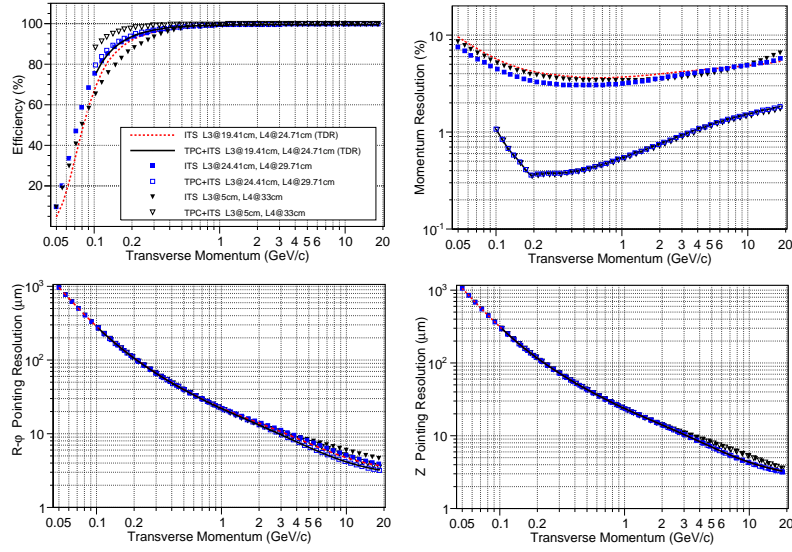 Efficiency (%)
100
80
60
40
20
ITS L3@19.41cm, L4@24.71cm (TDR)
TPC+ITS L3@19.41cm, L4@24.71cm (TDR)
ITS L3@24.41cm, L4@29.71cm
TPC+ITS L3@24.41cm, L4@29.71cm
ITS L3@5cm, L4@33cm
TPC+ITS L3@5cm, L4@33cm
0.05 0.1 0.2 1 2 3 4 5 6 10 20
Transverse Momentum (GeV/c)
Momentum Resolution (%)
10
1
10-1
0.05 0.1 0.2 1 2 3 4 5 6 10 20
Transverse Momentum (GeV/c)
R-φ Pointing Resolution (μm)
10³
10²
10
1
0.05 0.1 0.2 1 2 3 4 5 6 10 20
Transverse Momentum (GeV/c)
Z Pointing Resolution (μm)
10³
10²
10
1
0.05 0.1 0.2 1 2 3 4 5 6 10 20
Transverse Momentum (GeV/c)